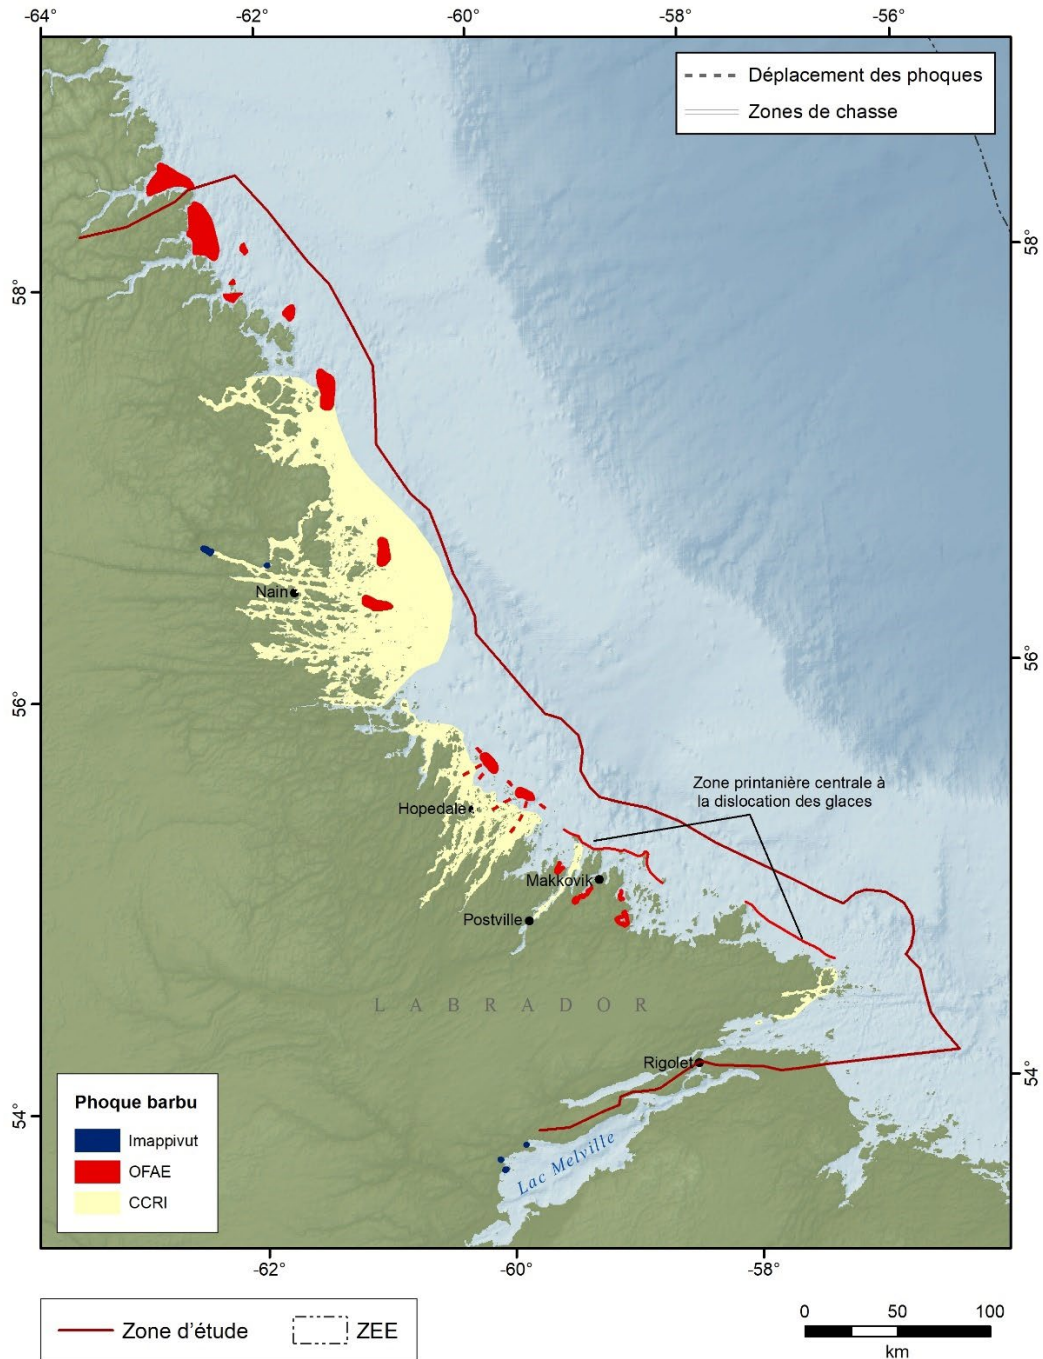 -64°
-62°
-60°
-58°
-56°
Déplacement des phoques
Zones de chasse
58°
58°
Nain
56°
56°
Zone printanière centrale à
la dislocation des glaces
Hopedale
Makkovik
Postville
LABRADOR
Rigolet
54°
54°
Lac Melville
Phoque barbu
Imappivut
OFAE
CCRI
-62°
-60°
-58°
Zone d'étude
ZEE
0 50 100
km